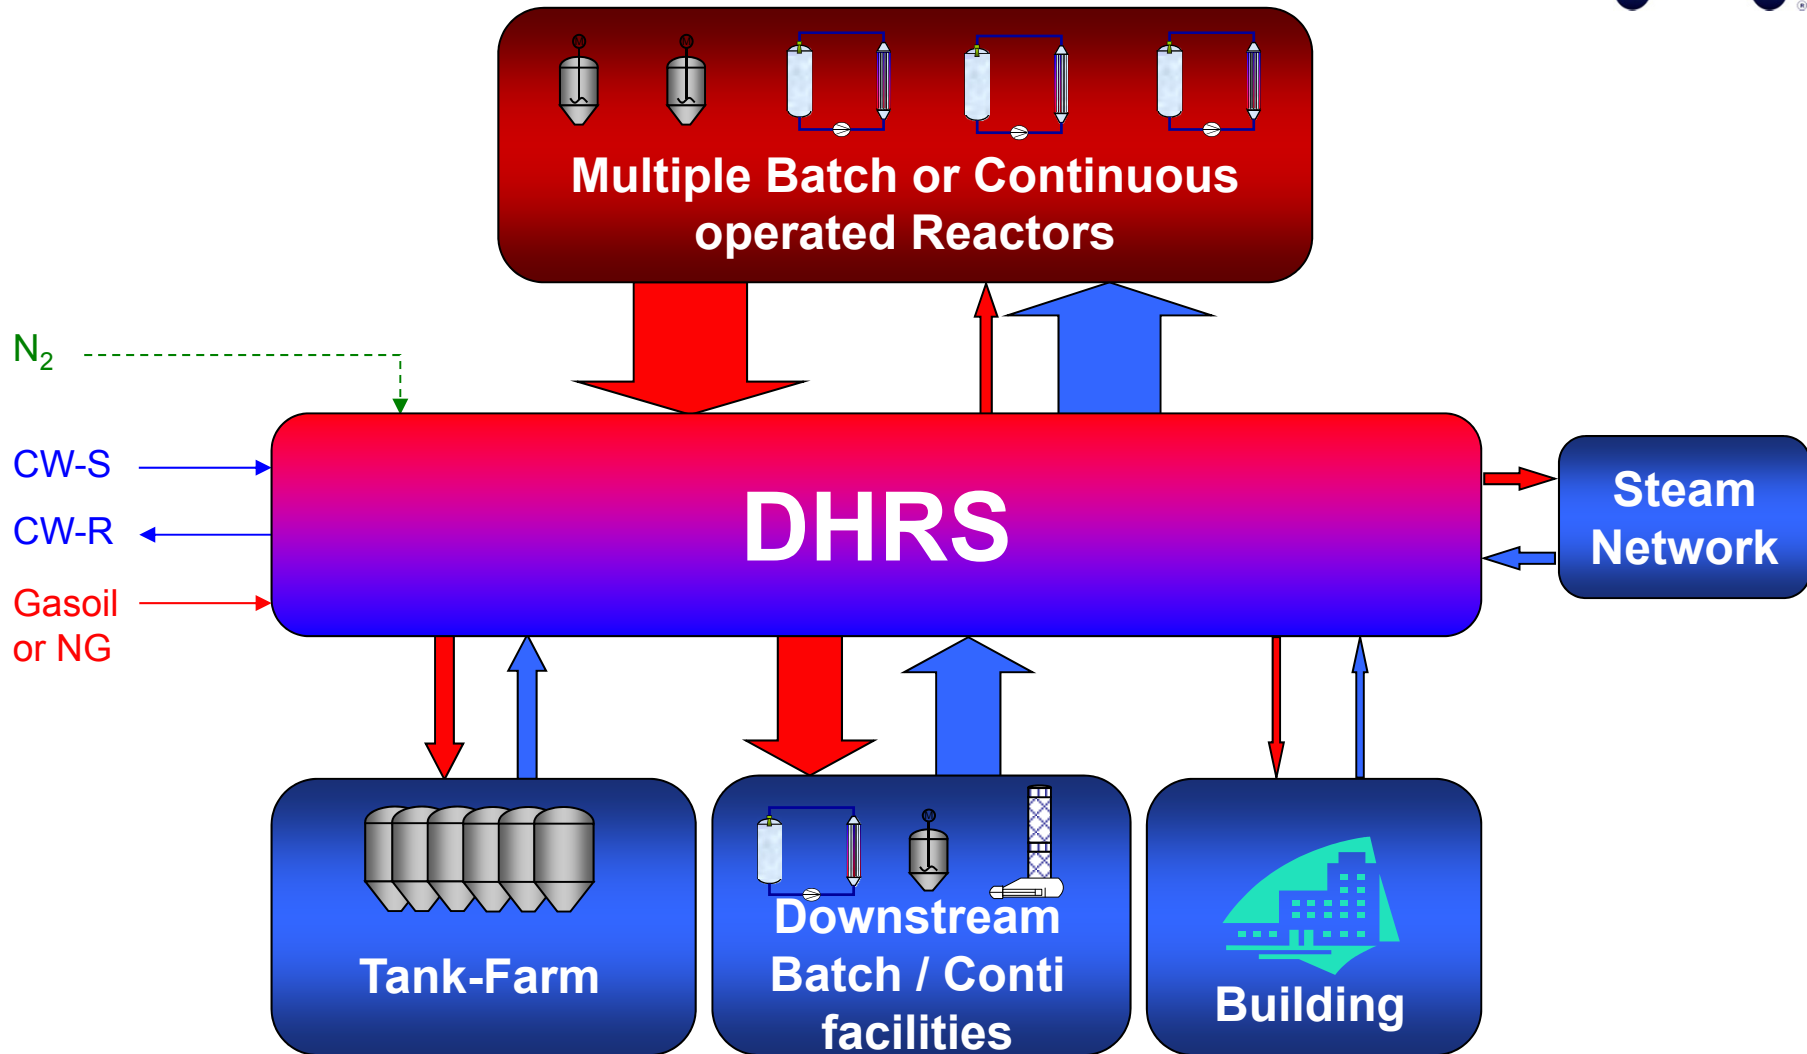 ®
M
M
Multiple Batch or Continuous
operated Reactors
N₂
CW-S
CW-R
Gasoil
or NG
DHRS
Steam
Network
Tank-Farm
M
Downstream
Batch / Conti
facilities
Building